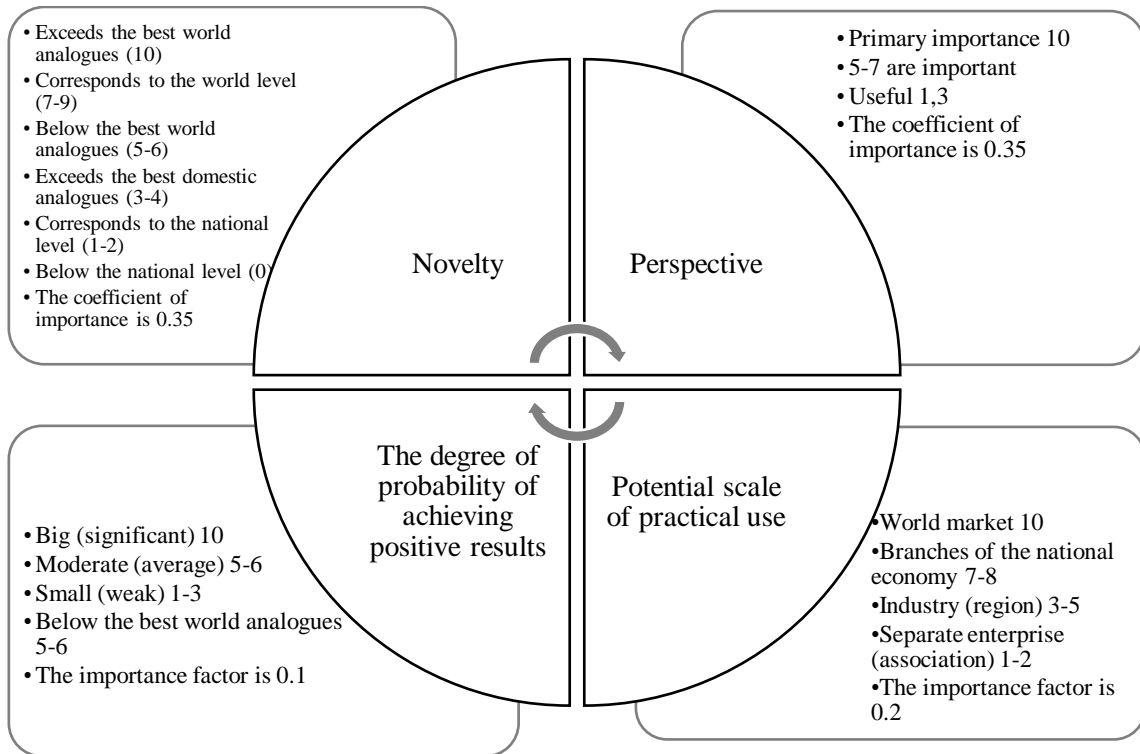 • Exceeds the best world
analogues (10)
• Corresponds to the world level
(7-9)
• Below the best world
analogues (5-6)
• Exceeds the best domestic
analogues (3-4)
• Corresponds to the national
level (1-2)
• Below the national level (0)
• The coefficient of
importance is 0.35
• Primary importance 10
• 5-7 are important
• Useful 1,3
• The coefficient of
importance is 0.35
Novelty
Perspective
The degree of
probability of
achieving
positive results
Potential scale
of practical use
• Big (significant) 10
• Moderate (average) 5-6
• Small (weak) 1-3
• Below the best world analogues
5-6
• The importance factor is 0.1
•World market 10
•Branches of the national
economy 7-8
•Industry (region) 3-5
•Separate enterprise
(association) 1-2
•The importance factor is
0.2